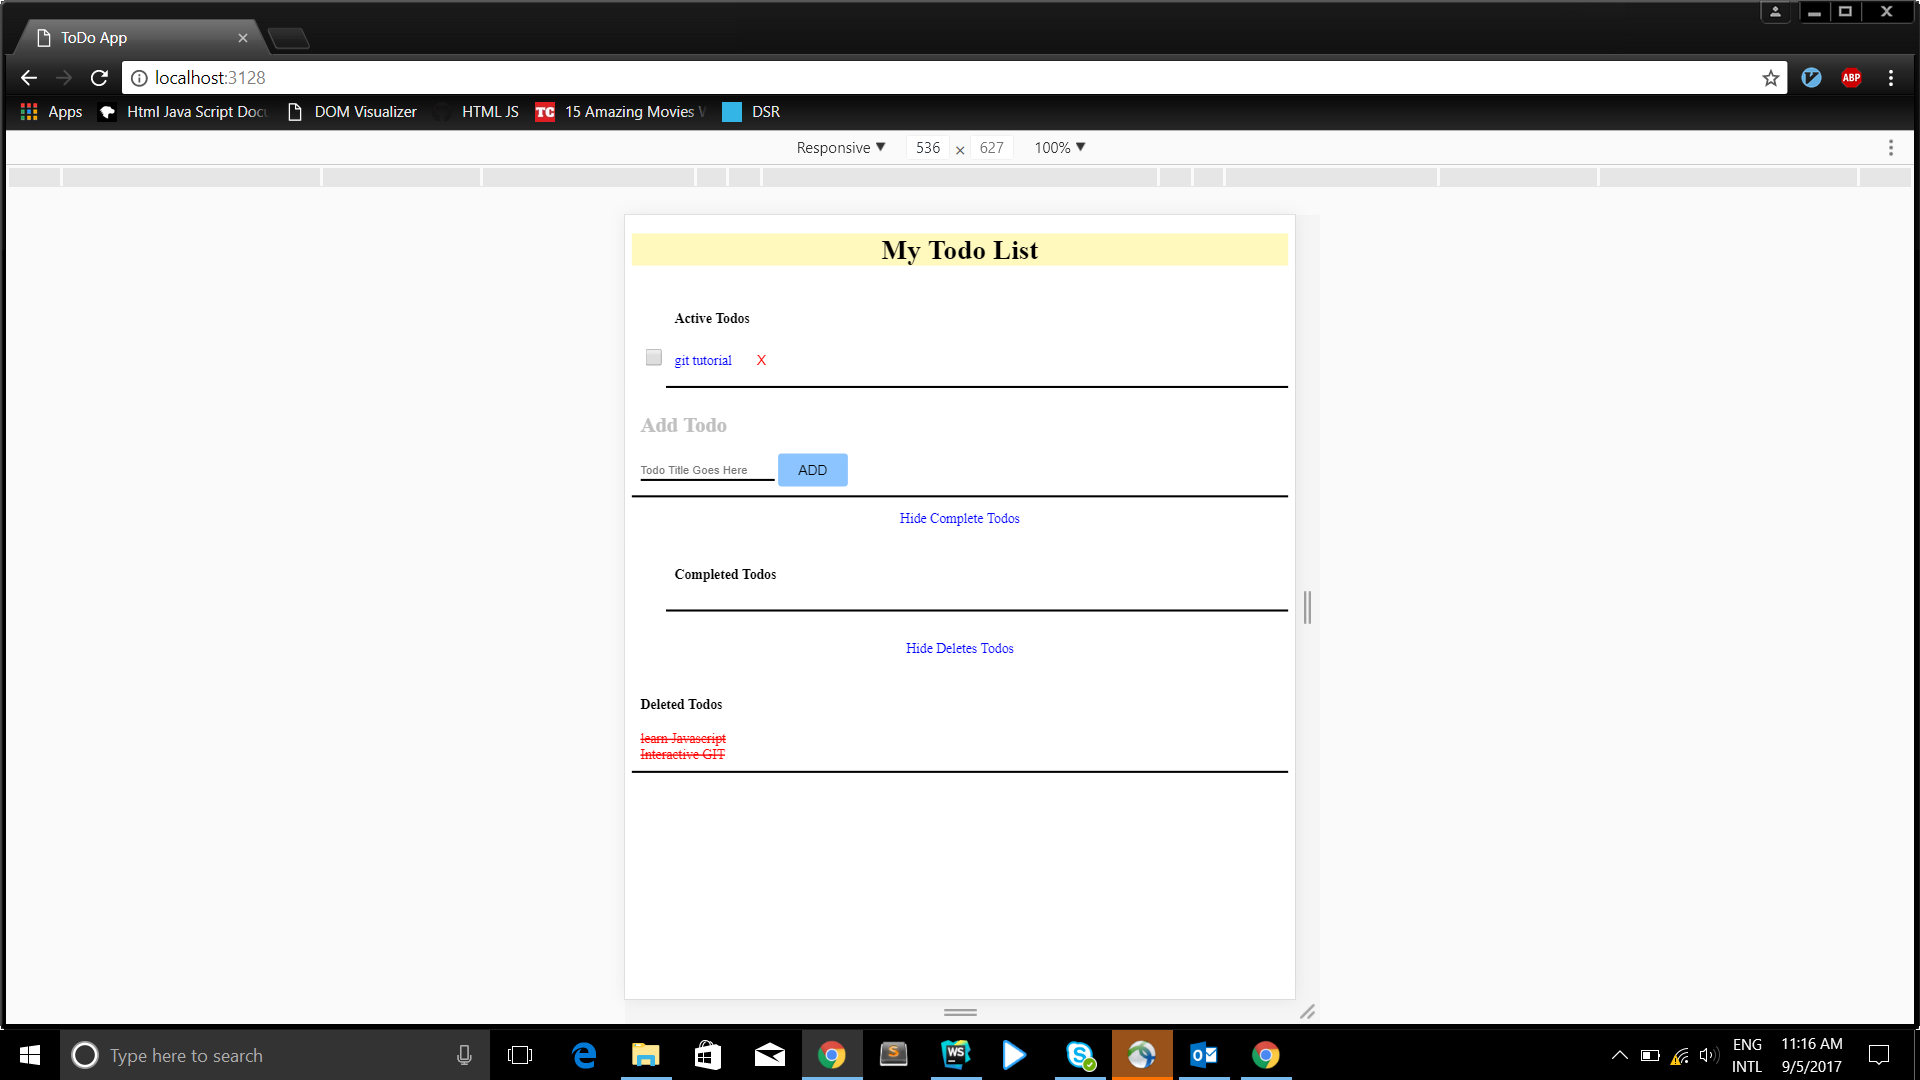 ToDo App
localhost:3128
ABP
Apps
Html Java Script Docu
DOM Visualizer
HTML JS
TC
15 Amazing Movies
DSR
Responsive ▼
536 × 627
100% ▼
My Todo List
Active Todos
git tutorial X
Add Todo
Todo Title Goes Here
ADD
Hide Complete Todos
Completed Todos
Hide Deletes Todos
Deleted Todos
learn Javascript
Interactive GIT
Type here to search
WS
ENG
INTL
11:16 AM
9/5/2017